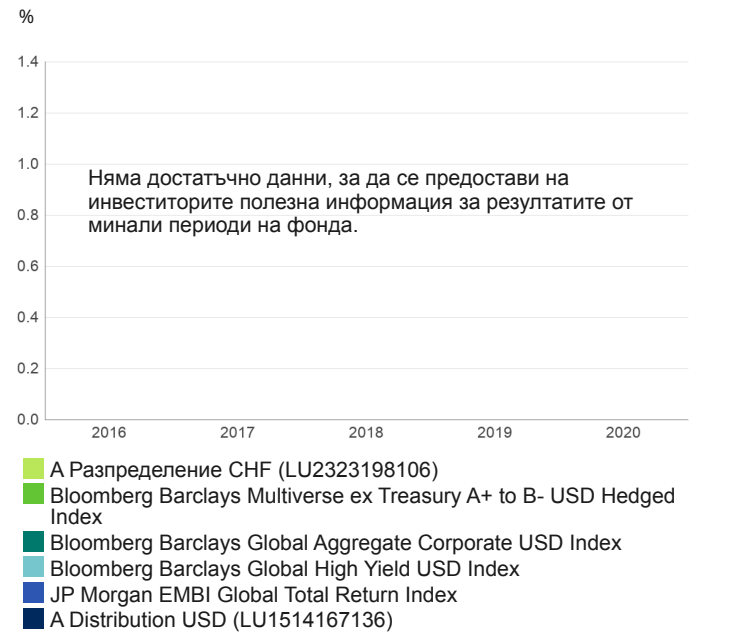 %
1.4
1.2
1.0
Няма достатъчно данни, за да се предостави на
инвеститорите полезна информация за резултатите от
0.8
минали периоди на фонда.
0.6
0.4
0.2
0.0
2016 2017 2018 2019 2020
А Разпределение CHF (LU2323198106)
Bloomberg Barclays Multiverse ex Treasury A+ to B- USD Hedged
Index
Bloomberg Barclays Global Aggregate Corporate USD Index
Bloomberg Barclays Global High Yield USD Index
JP Morgan EMBI Global Total Return Index
A Distribution USD (LU1514167136)